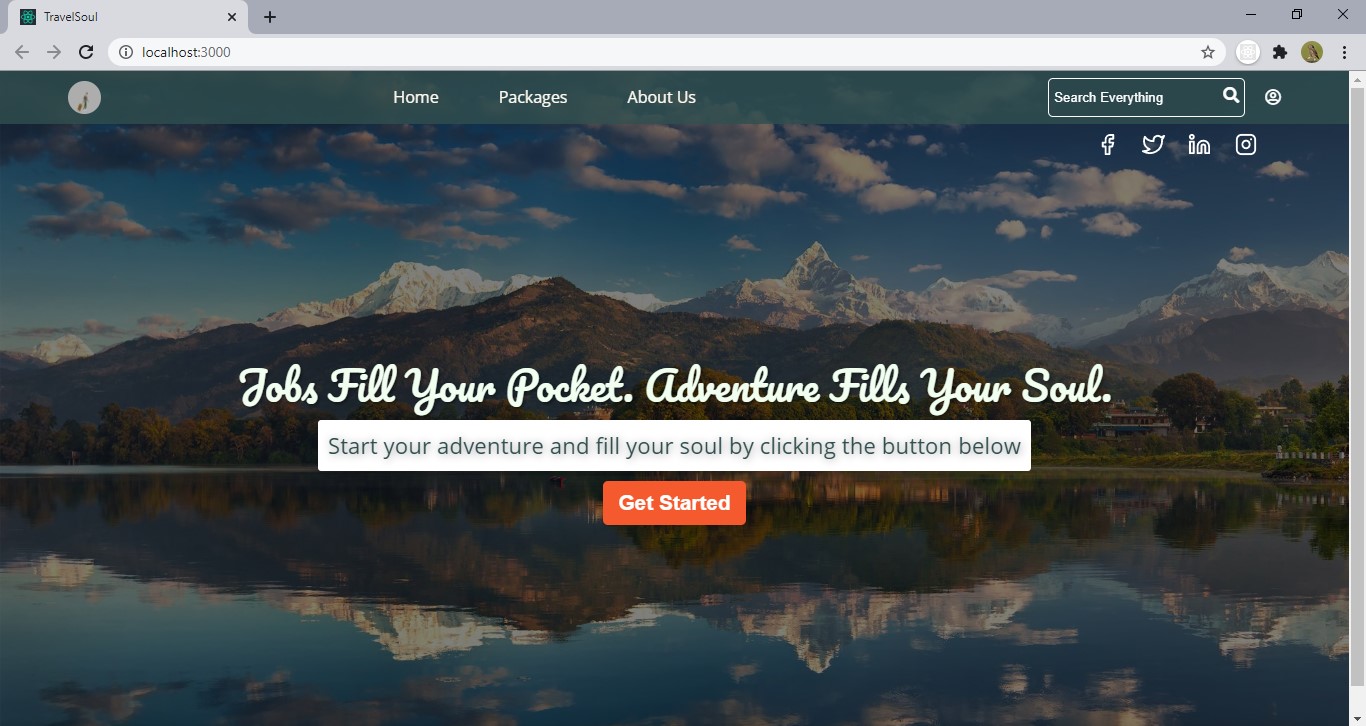 TravelSoul
localhost:3000
Home Packages About Us Search Everything
Jobs Fill Your Pocket. Adventure Fills Your Soul.
Start your adventure and fill your soul by clicking the button below
Get Started